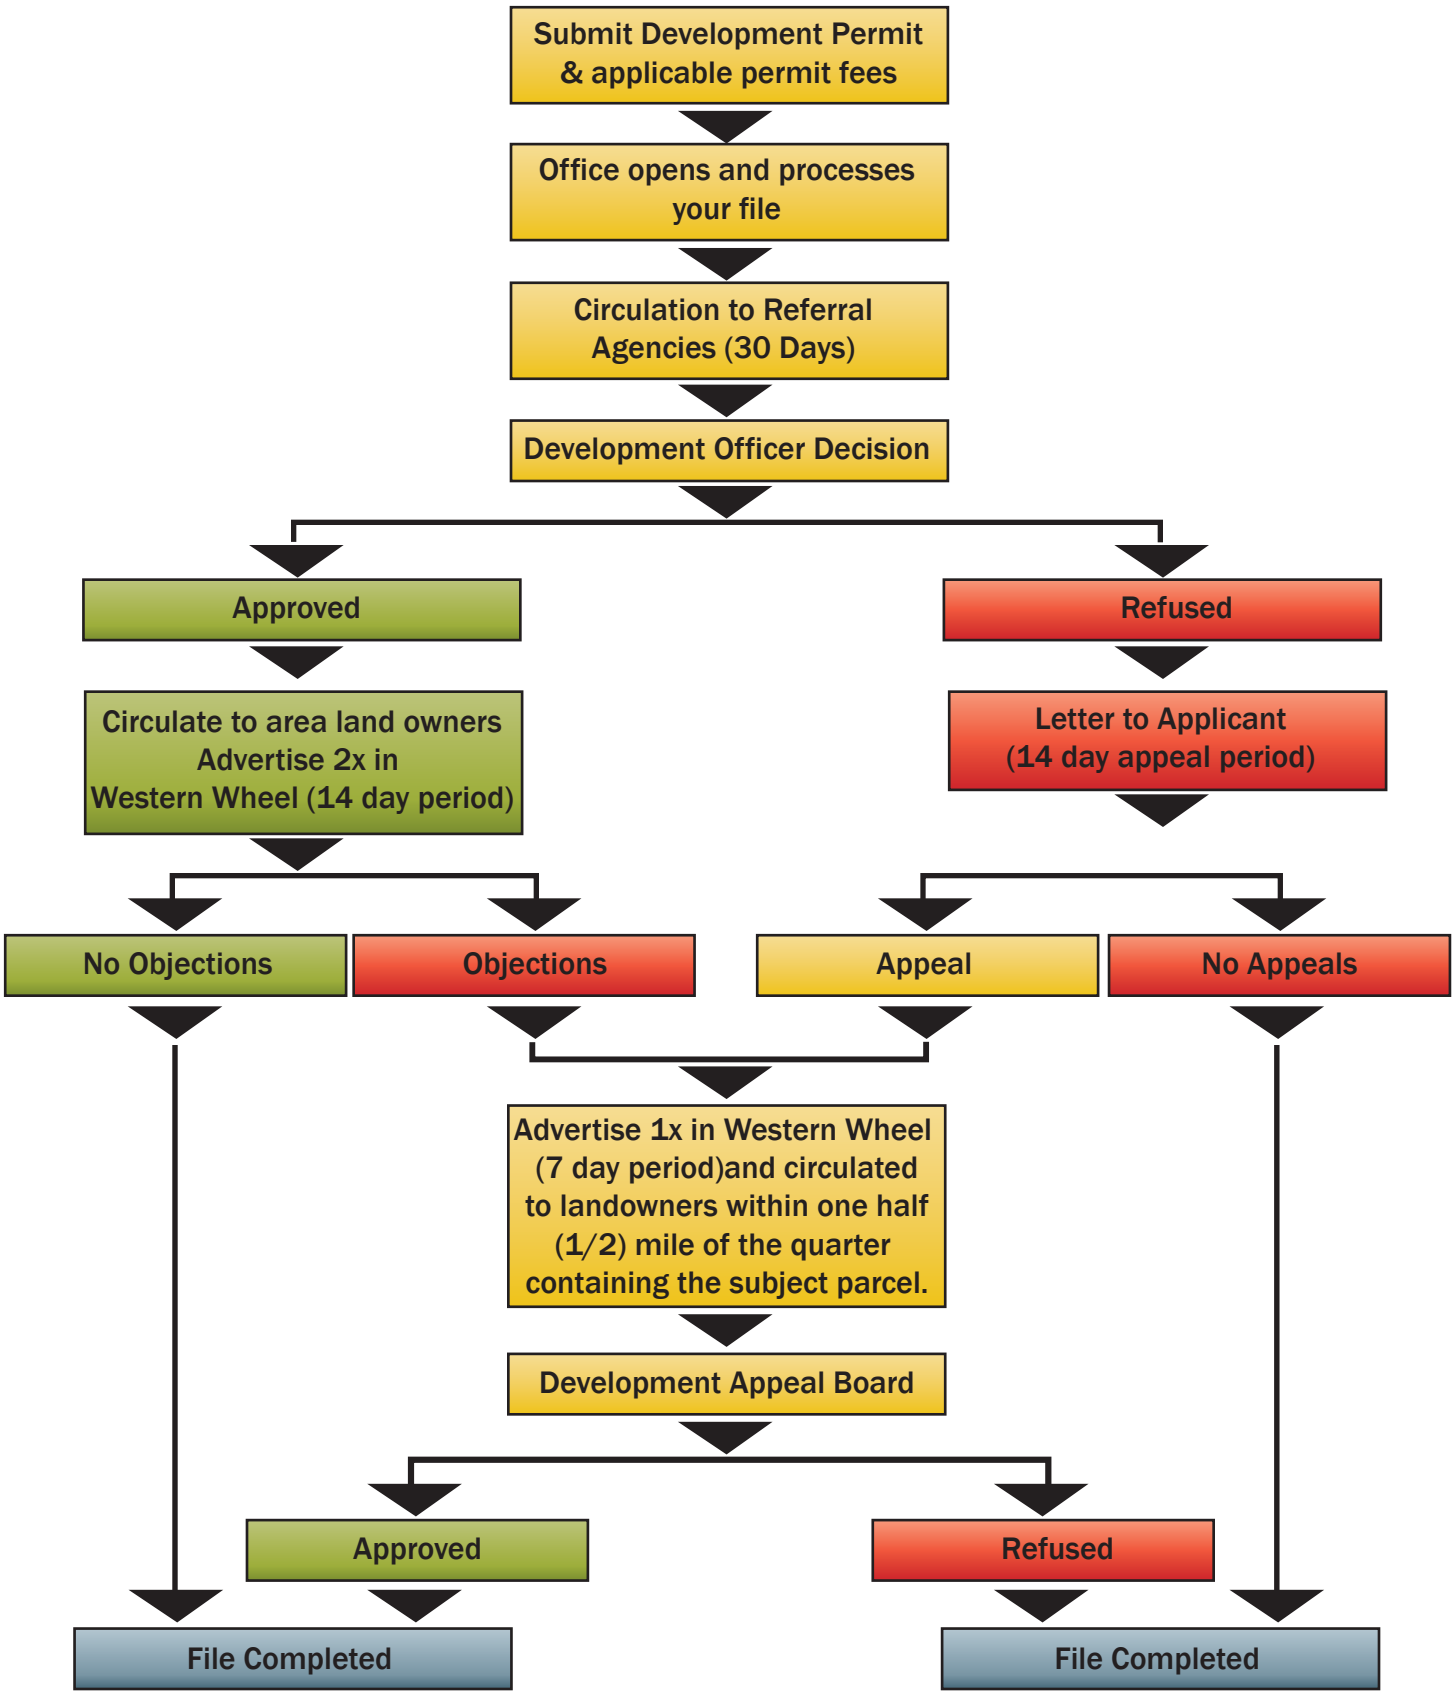 Submit Development Permit
& applicable permit fees
Office opens and processes
your file
Circulation to Referral
Agencies (30 Days)
Development Officer Decision
Approved
Refused
Circulate to area land owners
Advertise 2x in
Western Wheel (14 day period)
Letter to Applicant
(14 day appeal period)
No Objections
Objections
Appeal
No Appeals
Advertise 1x in Western Wheel
(7 day period)and circulated
to landowners within one half
(1/2) mile of the quarter
containing the subject parcel.
Development Appeal Board
Approved
Refused
File Completed
File Completed